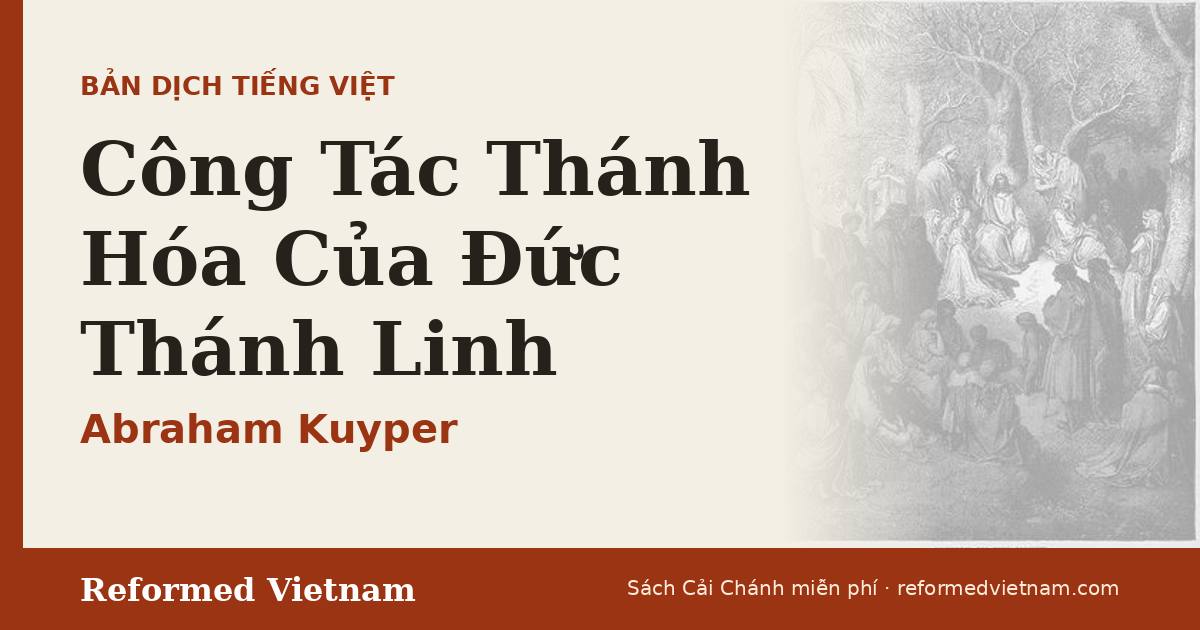 BẢN DỊCH TIẾNG VIỆT
Công Tác Thánh
Hóa Của Đức
Thánh Linh
Abraham Kuyper
Reformed Vietnam
Sách Cải Chánh miễn phí · reformedvietnam.com